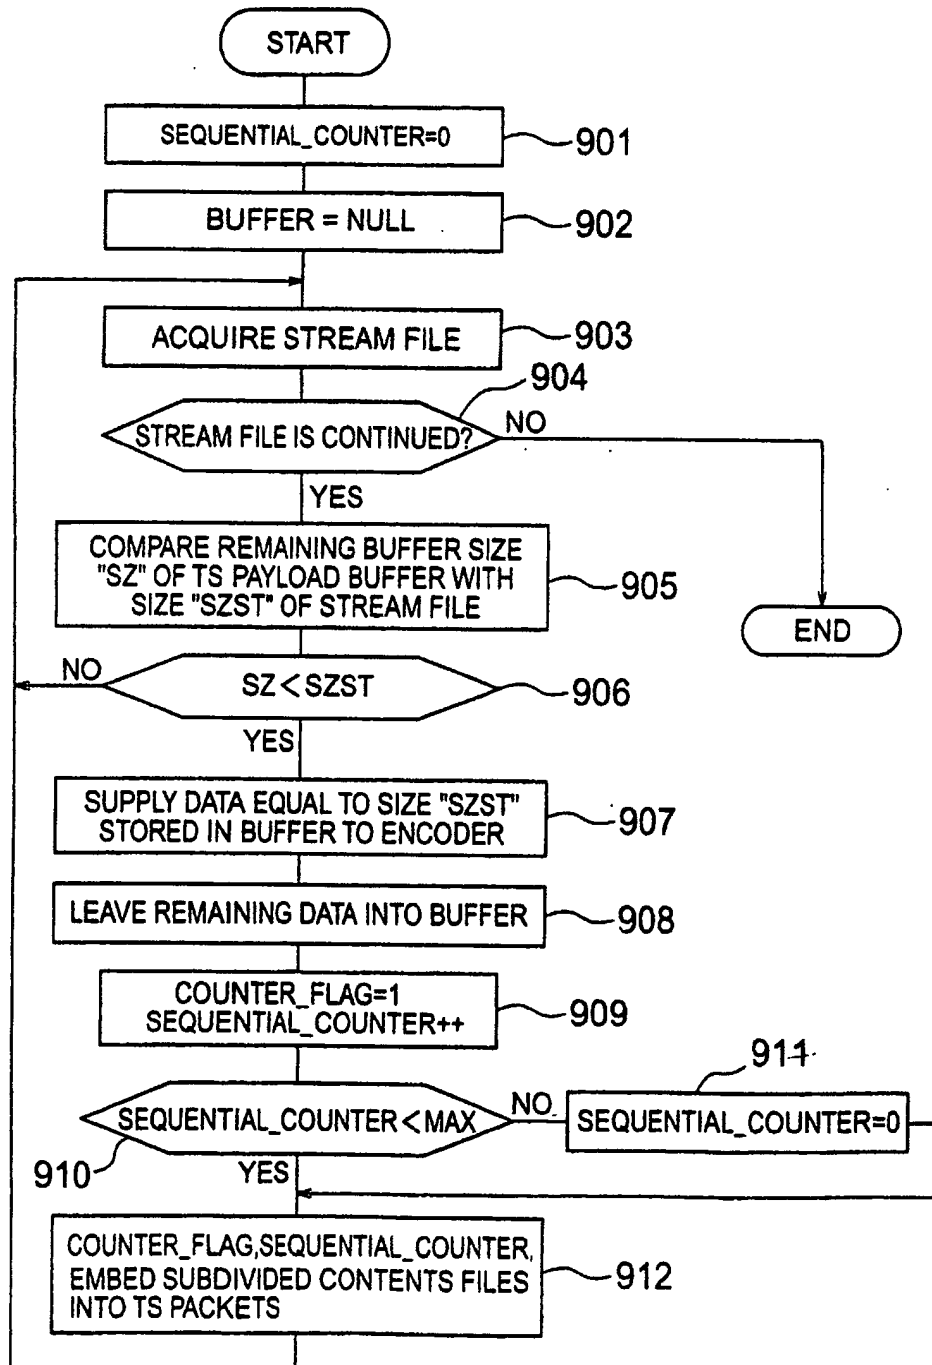 START
SEQUENTIAL_COUNTER=0
901
BUFFER = NULL
902
ACQUIRE STREAM FILE
903
904
STREAM FILE IS CONTINUED?
NO
YES
COMPARE REMAINING BUFFER SIZE
"SZ" OF TS PAYLOAD BUFFER WITH
SIZE "SZST" OF STREAM FILE
905
END
NO
SZ<SZST
906
YES
SUPPLY DATA EQUAL TO SIZE "SZST"
STORED IN BUFFER TO ENCODER
907
LEAVE REMAINING DATA INTO BUFFER
908
COUNTER_FLAG=1
SEQUENTIAL_COUNTER++
909
911
SEQUENTIAL_COUNTER<MAX
NO
SEQUENTIAL_COUNTER=0
910
YES
COUNTER_FLAG,SEQUENTIAL_COUNTER,
EMBED SUBDIVIDED CONTENTS FILES
INTO TS PACKETS
912